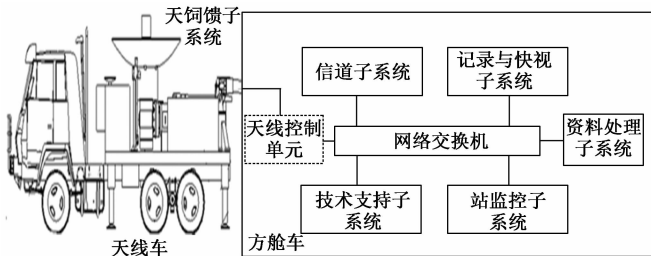 天饲馈子
系统
信道子系统
记录与快视
子系统
天线控制
单元
网络交换机
资料处理
子系统
技术支持子
系统
站监控子
系统
天线车
方舱车